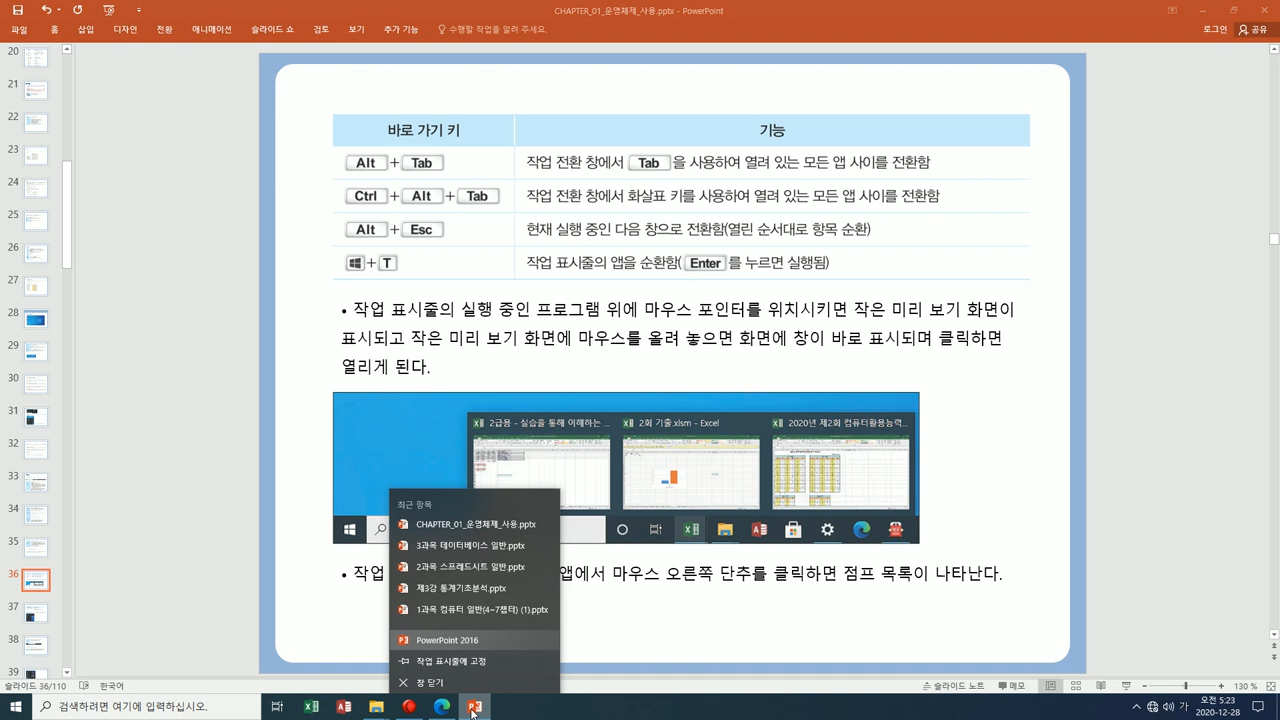 CHAPTER_01_운영체제_사용.pptx - PowerPoint
파일 홈 삽입 디자인 전환 애니메이션 슬라이드 쇼 검토 보기 추가 기능 수행할 작업을 알려 주세요. 로그인 공유
20
21
22
23
24
25
26
27
28
29
30
31
32
33
34
35
36
37
38
39
바로 가기 키 기능
Alt + Tab 작업 전환 창에서 Tab 을 사용하여 열려 있는 모든 앱 사이를 전환함
Ctrl + Alt + Tab 작업 전환 창에서 화살표 키를 사용하여 열려 있는 모든 앱 사이를 전환함
Alt + Esc 현재 실행 중인 다음 창으로 전환함(열린 순서대로 항목 순환)
+ T 작업 표시줄의 앱을 순환함( Enter 를 누르면 실행됨)
• 작업 표시줄의 실행 중인 프로그램 위에 마우스 포인터를 위치시키면 작은 미리 보기 화면이
표시되고 작은 미리 보기 화면에 마우스를 올려 놓으면 화면에 창이 바로 표시되며 클릭하면
열리게 된다.
2급용 - 실습을 통해 이해하는 ... 2회 기출.xlsm - Excel 2020년 제2회 컴퓨터활용능력...
최근 항목
CHAPTER_01_운영체제_사용.pptx
3과목 데이터베이스 일반.pptx
2과목 스프레드시트 일반.pptx
제3강 통계기초분석.pptx
1과목 컴퓨터 일반(4~7챕터) (1).pptx
PowerPoint 2016
작업 표시줄에 고정
창 닫기
• 작업 앱에서 마우스 오른쪽 단추를 클릭하면 점프 목록이 나타난다.
슬라이드 36/110 한국어 슬라이드 노트 메모 130 %
검색하려면 여기에 입력하십시오. 가 오전 5:23
2020-12-28